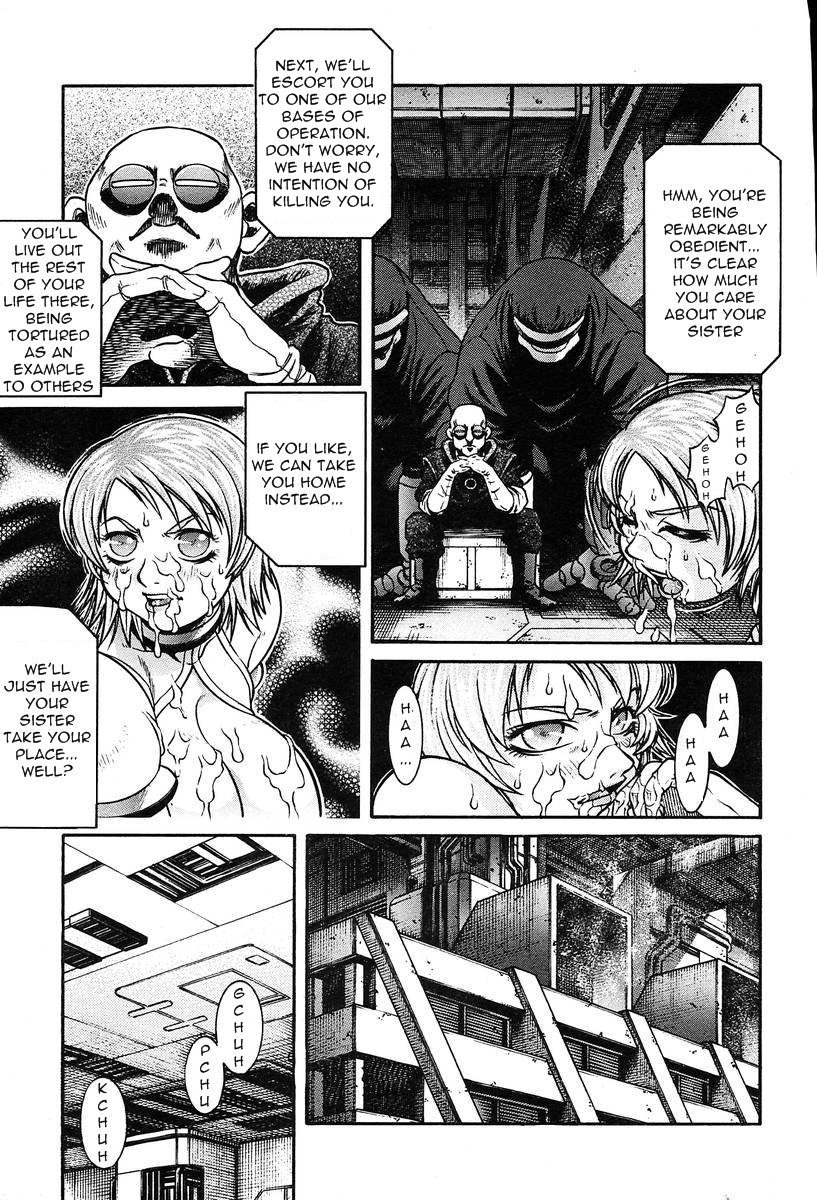 HMM, YOU'RE
BEING
REMARKABLY
OBEDIENT...
IT'S CLEAR
HOW MUCH
YOU CARE
ABOUT YOUR
SISTER
GEHOH
GEHOH
NEXT, WE'LL
ESCORT YOU
TO ONE OF OUR
BASES OF
OPERATION.
DON'T WORRY,
WE HAVE NO
INTENTION OF
KILLING YOU.
YOU'LL
LIVE OUT
THE REST
OF YOUR
LIFE THERE,
BEING
TORTURED
AS AN
EXAMPLE
TO OTHERS
IF YOU LIKE,
WE CAN TAKE
YOU HOME
INSTEAD...
WE'LL
JUST HAVE
YOUR
SISTER
TAKE YOUR
PLACE...
WELL?
HAA
HAA
HAA...
GCHUH
PCHU
KCHUH